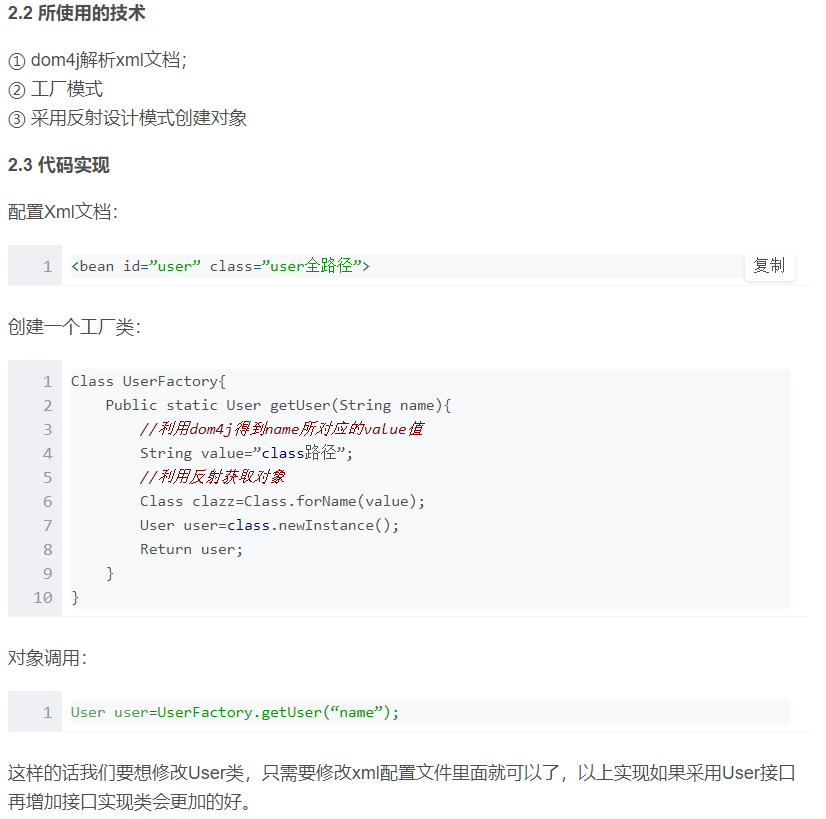 2.2 所使用的技术
① dom4j解析xml文档；
② 工厂模式
③ 采用反射设计模式创建对象
2.3 代码实现
配置Xml文档：
1 <bean id=”user” class=”user全路径”>
复制
创建一个工厂类：
1 Class UserFactory{
2 Public static User getUser(String name){
3 //利用dom4j得到name所对应的value值
4 String value=”class路径”;
5 //利用反射获取对象
6 Class clazz=Class.forName(value);
7 User user=class.newInstance();
8 Return user;
9 }
10 }
对象调用：
1 User user=UserFactory.getUser(“name”);
这样的话我们要想修改User类，只需要修改xml配置文件里面就可以了，以上实现如果采用User接口
再增加接口实现类会更加的好。